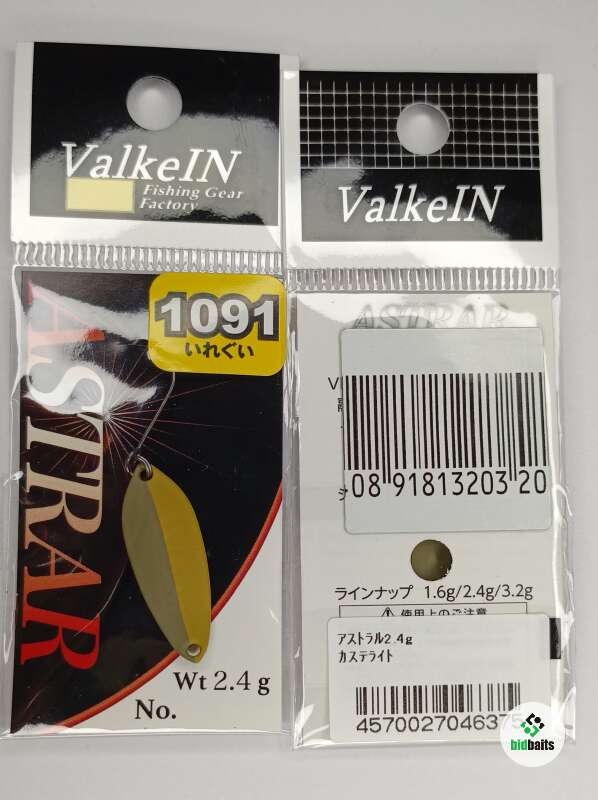 ValkeIN
Fishing Gear
Factory
1091
いれぐい
ASTRAR
Wt 2.4 g
No.
ValkeIN
ASTRAR
08 91813203 20
ラインナップ 1.6g/2.4g/3.2g
使用上のご注意
アストラル2.4g
カステライト
457002704637
bidbaits